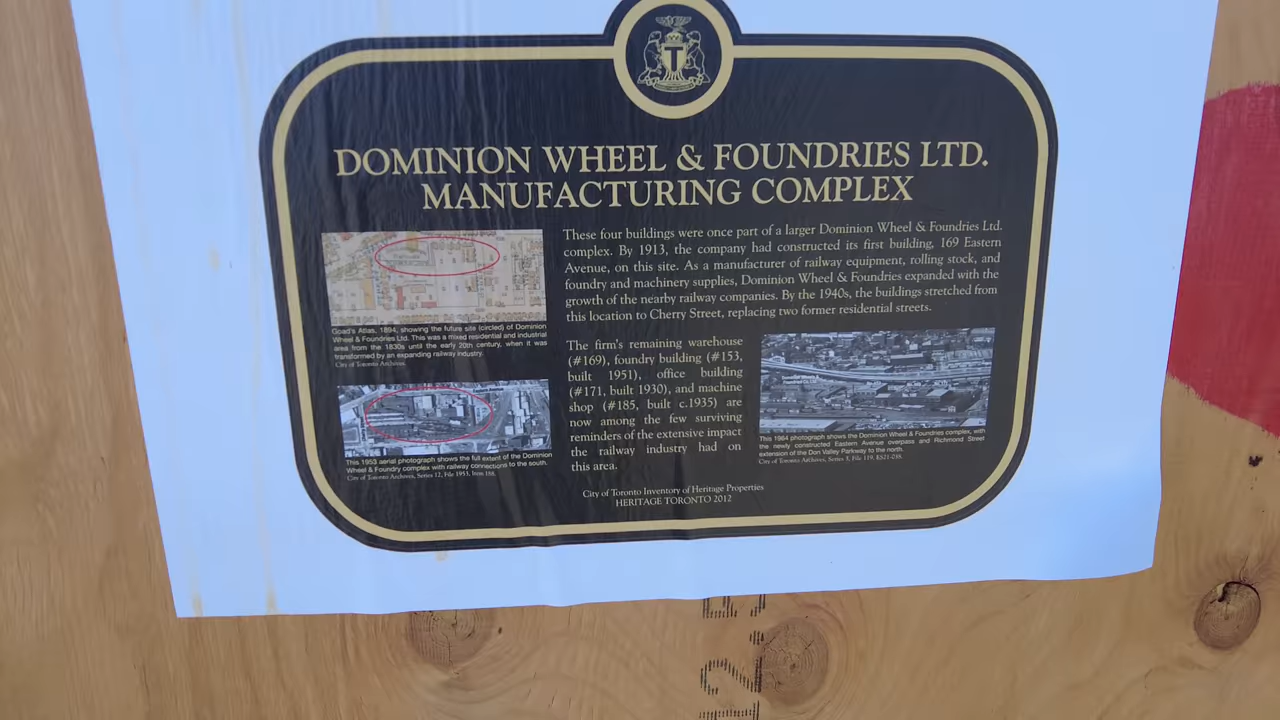 T
DOMINION WHEEL & FOUNDRIES LTD.
MANUFACTURING COMPLEX
These four buildings were once part of a larger Dominion Wheel & Foundries Ltd.
complex. By 1913, the company had constructed its first building, 169 Eastern
Avenue, on this site. As a manufacturer of railway equipment, rolling stock, and
foundry and machinery supplies, Dominion Wheel & Foundries expanded with the
growth of the nearby railway companies. By the 1940s, the buildings stretched from
this location to Cherry Street, replacing two former residential streets.
Goad's Atlas, 1894, showing the future site (circled) of Dominion
Wheel & Foundries Ltd. This was a mixed residential and industrial
area from the 1830s until the early 20th century, when it was
transformed by an expanding railway industry.
City of Toronto Archives
This 1953 aerial photograph shows the full extent of the Dominion
Wheel & Foundry complex with railway connections to the south.
City of Toronto Archives, Series 12, File 1953, Item 188.
The firm's remaining warehouse
(#169), foundry building (#153,
built 1951), office building
(#171, built 1930), and machine
shop (#185, built c.1935) are
now among the few surviving
reminders of the extensive impact
the railway industry had on
this area.
This 1964 photograph shows the Dominion Wheel & Foundries complex, with
the newly constructed Eastern Avenue overpass and Richmond Street
extension of the Don Valley Parkway to the north.
City of Toronto Archives, Series 3, File 119,
City of Toronto Inventory of Heritage Properties
HERITAGE TORONTO 2012